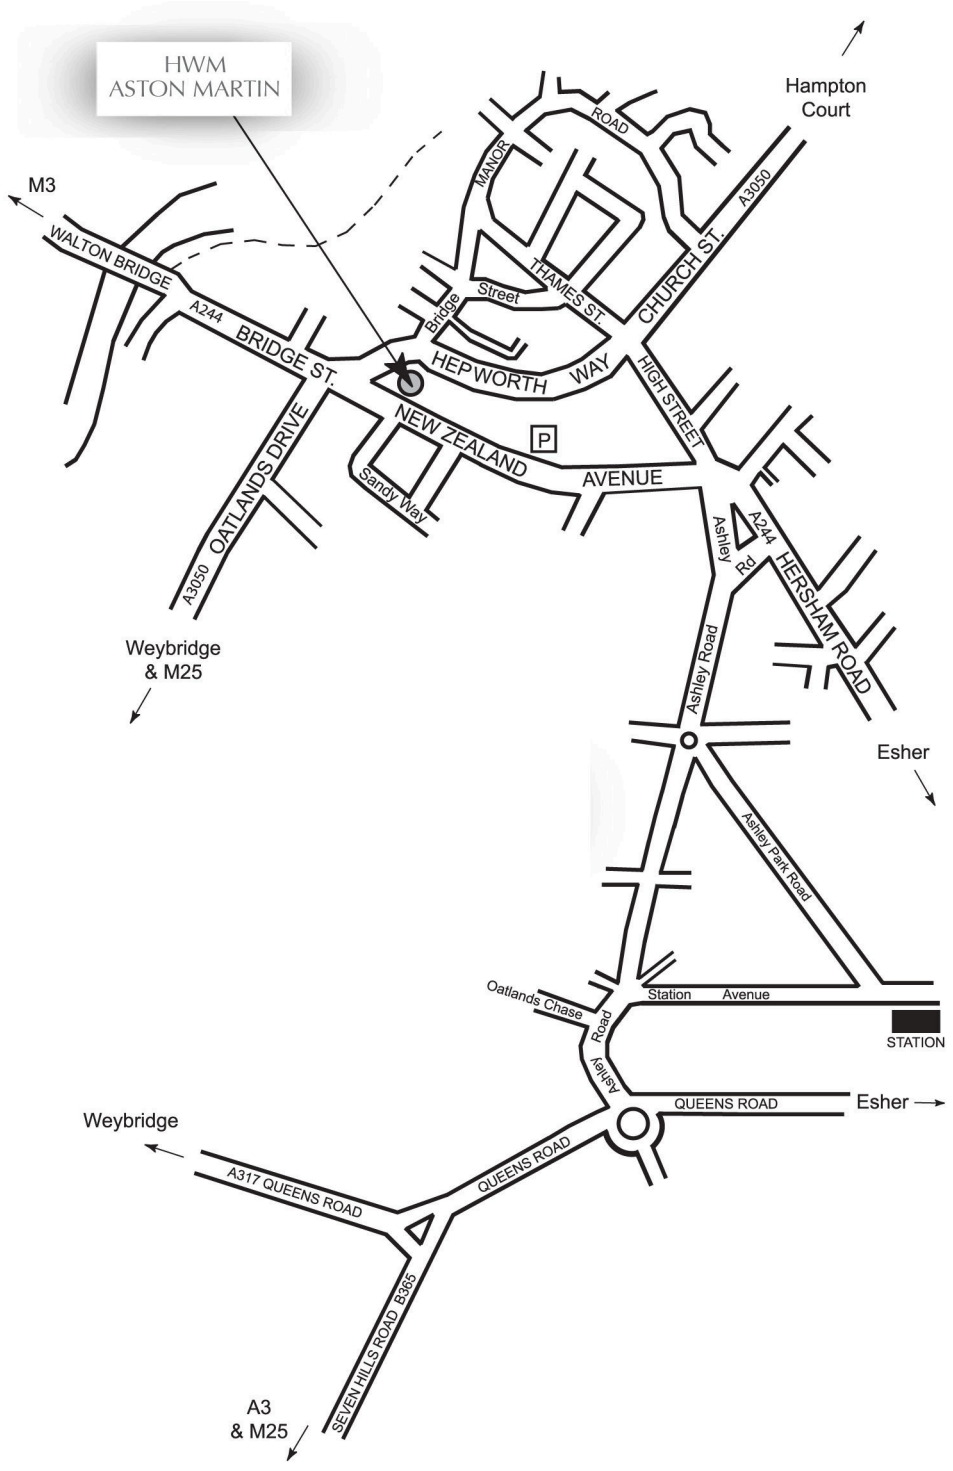 HWM
ASTON MARTIN
Hampton
Court
M3
ROAD
MANOR
A3050
CHURCH ST.
WALTON BRIDGE
A244
BRIDGE ST.
Bridge
Street
THAMES ST.
HEPWORTH WAY
HIGH STREET
NEW ZEALAND
AVENUE
P
OATLANDS DRIVE
A3050
Sandy Way
Weybridge
& M25
Ashley
Rd
A244
HERSHAM ROAD
Ashley Road
Esher
Ashley Park Road
Oatlands Chase
Station Avenue
STATION
Road
Ashley
QUEENS ROAD
Esher
Weybridge
A317 QUEENS ROAD
QUEENS ROAD
SEVEN HILLS ROAD B365
A3
& M25